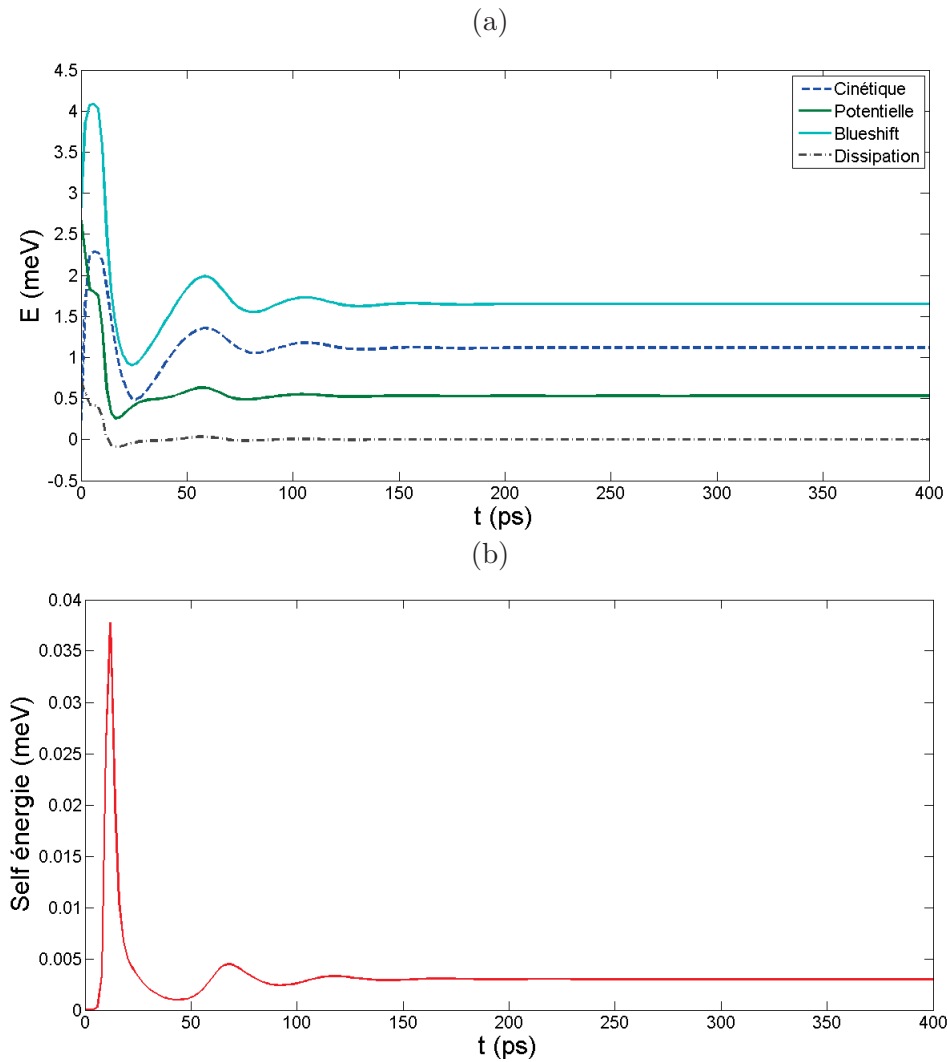 (a)
E (meV)
4.5
4
3.5
3
2.5
2
1.5
1
0.5
0
-0.5
Cinétique
Potentielle
Blueshift
Dissipation
0 50 100 150 200 250 300 350 400
t (ps)
(b)
Self énergie (meV)
0.04
0.035
0.03
0.025
0.02
0.015
0.01
0.005
0
0 50 100 150 200 250 300 350 400
t (ps)